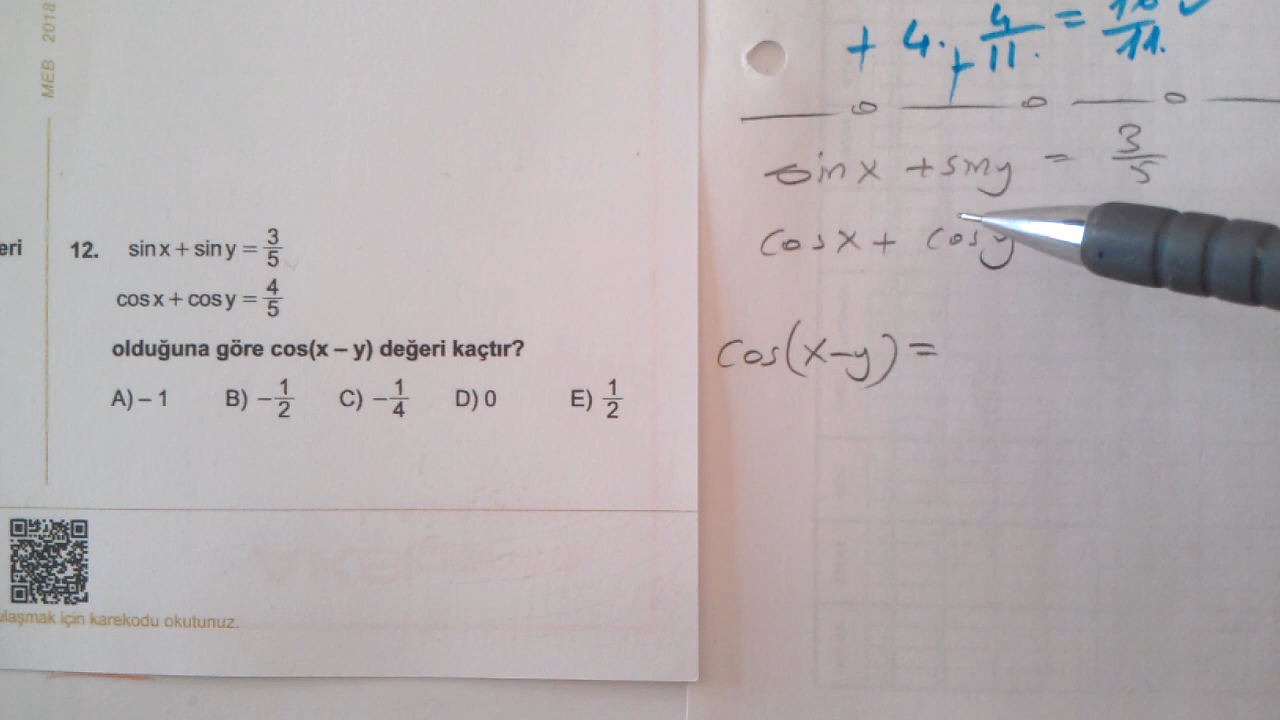 MEB 2018
eri
12. sin x + sin y = 3/5
cos x + cos y = 4/5
olduğuna göre cos(x – y) değeri kaçtır?
A) – 1 B) – 1/2 C) – 1/4 D) 0 E) 1/2
ulaşmak için karekodu okutunuz.
+ 4. 4/11. =
sinx + siny = 3/5
cosx + cosy
cos(x-y) =